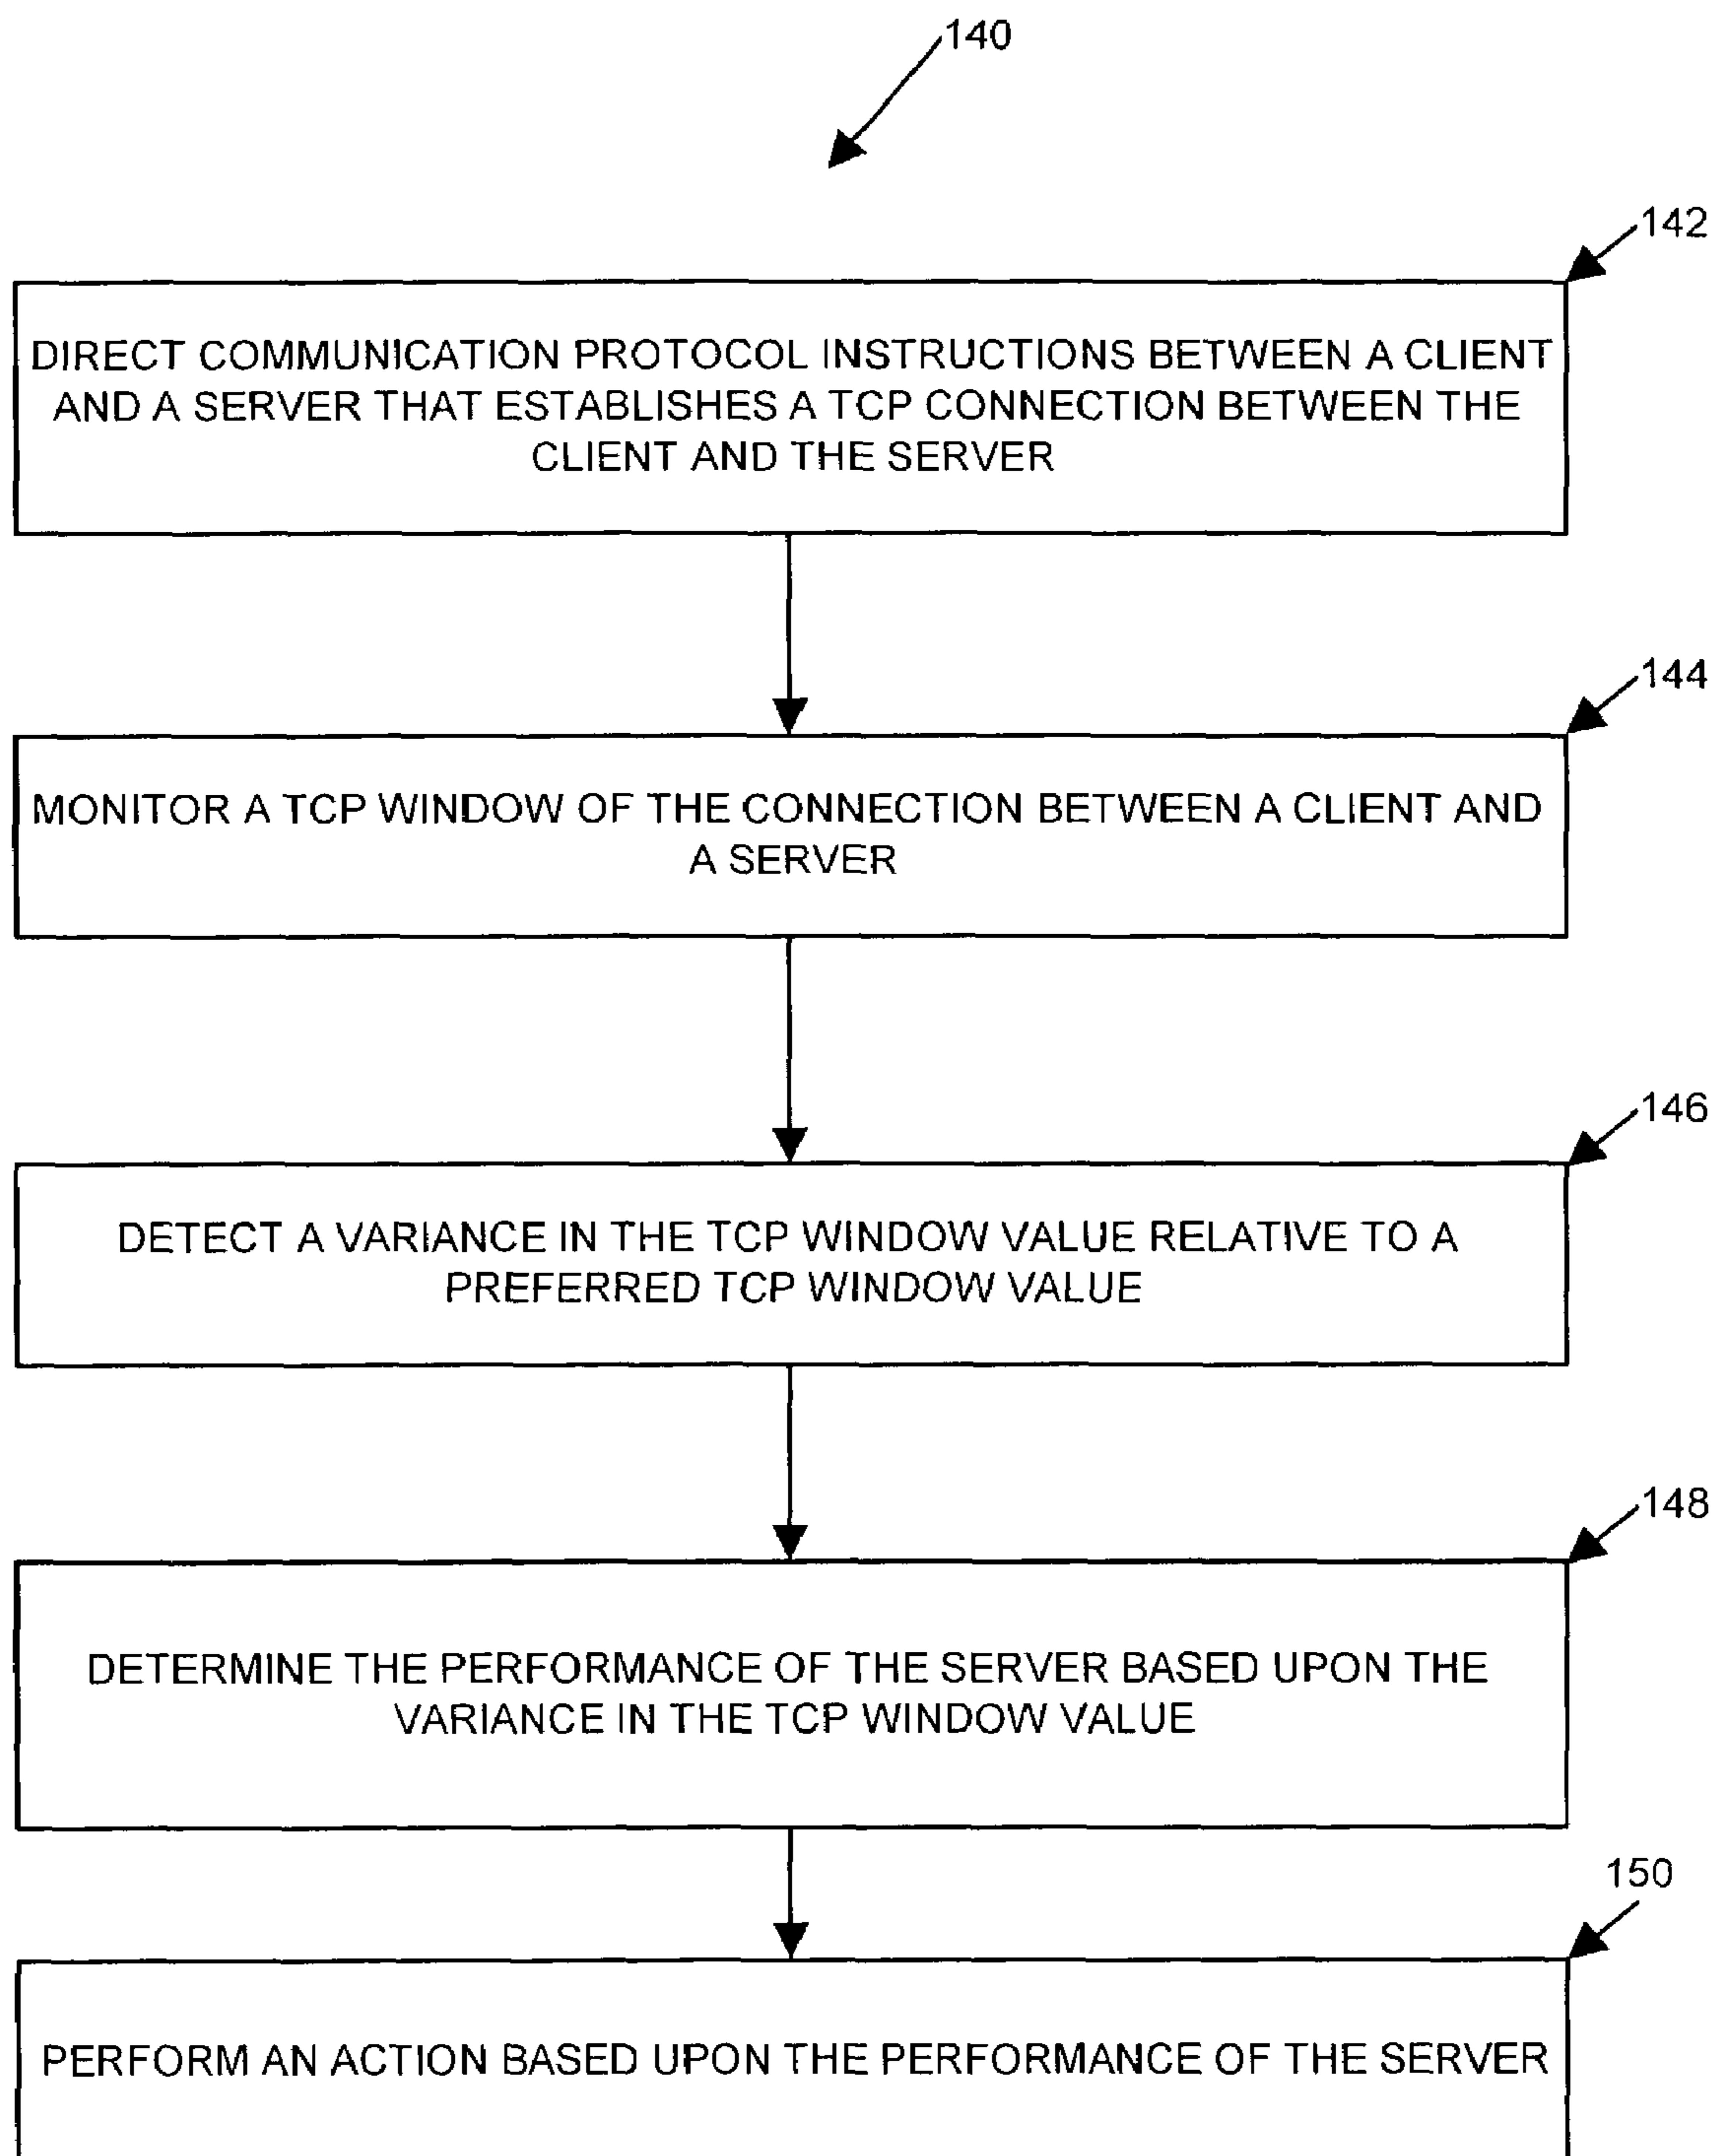 140
142
DIRECT COMMUNICATION PROTOCOL INSTRUCTIONS BETWEEN A CLIENT
AND A SERVER THAT ESTABLISHES A TCP CONNECTION BETWEEN THE
CLIENT AND THE SERVER
144
MONITOR A TCP WINDOW OF THE CONNECTION BETWEEN A CLIENT AND
A SERVER
146
DETECT A VARIANCE IN THE TCP WINDOW VALUE RELATIVE TO A
PREFERRED TCP WINDOW VALUE
148
DETERMINE THE PERFORMANCE OF THE SERVER BASED UPON THE
VARIANCE IN THE TCP WINDOW VALUE
150
PERFORM AN ACTION BASED UPON THE PERFORMANCE OF THE SERVER